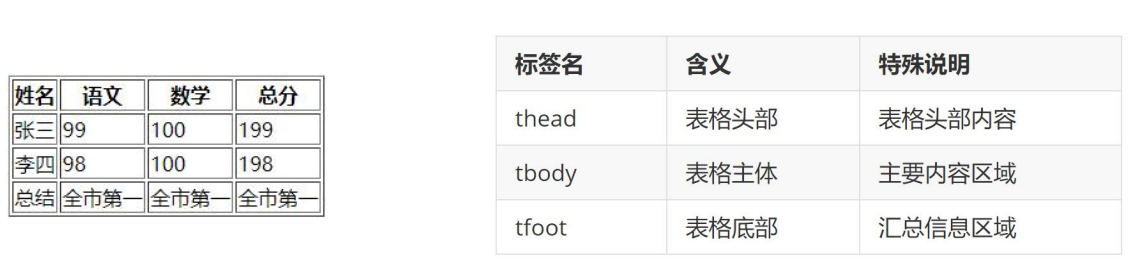 姓名 语文 数学 总分
张三 99 100 199
李四 98 100 198
总结 全市第一 全市第一 全市第一
标签名 含义 特殊说明
thead 表格头部 表格头部内容
tbody 表格主体 主要内容区域
tfoot 表格底部 汇总信息区域